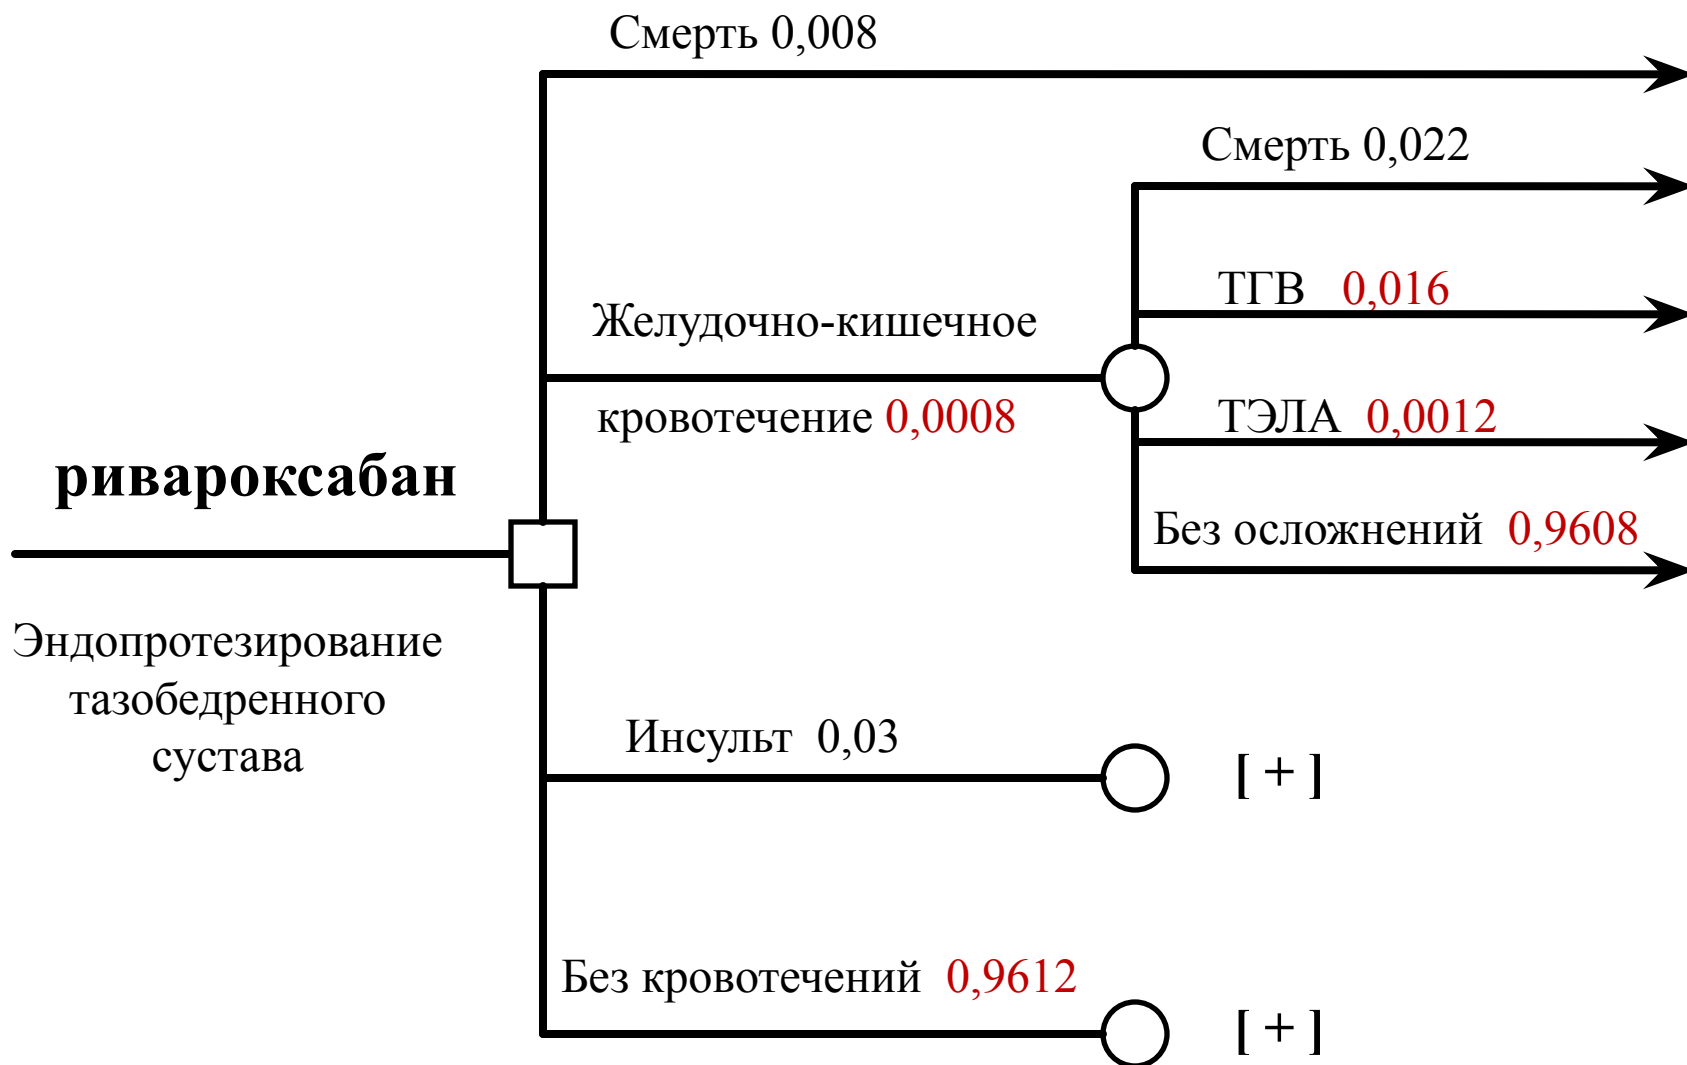 Смерть 0,008
Смерть 0,022
Желудочно-кишечное
кровотечение 0,0008
ТГВ 0,016
ТЭЛА 0,0012
Без осложнений 0,9608
ривароксабан
Эндопротезирование
тазобедренного
сустава
Инсульт 0,03
[ + ]
Без кровотечений 0,9612
[ + ]